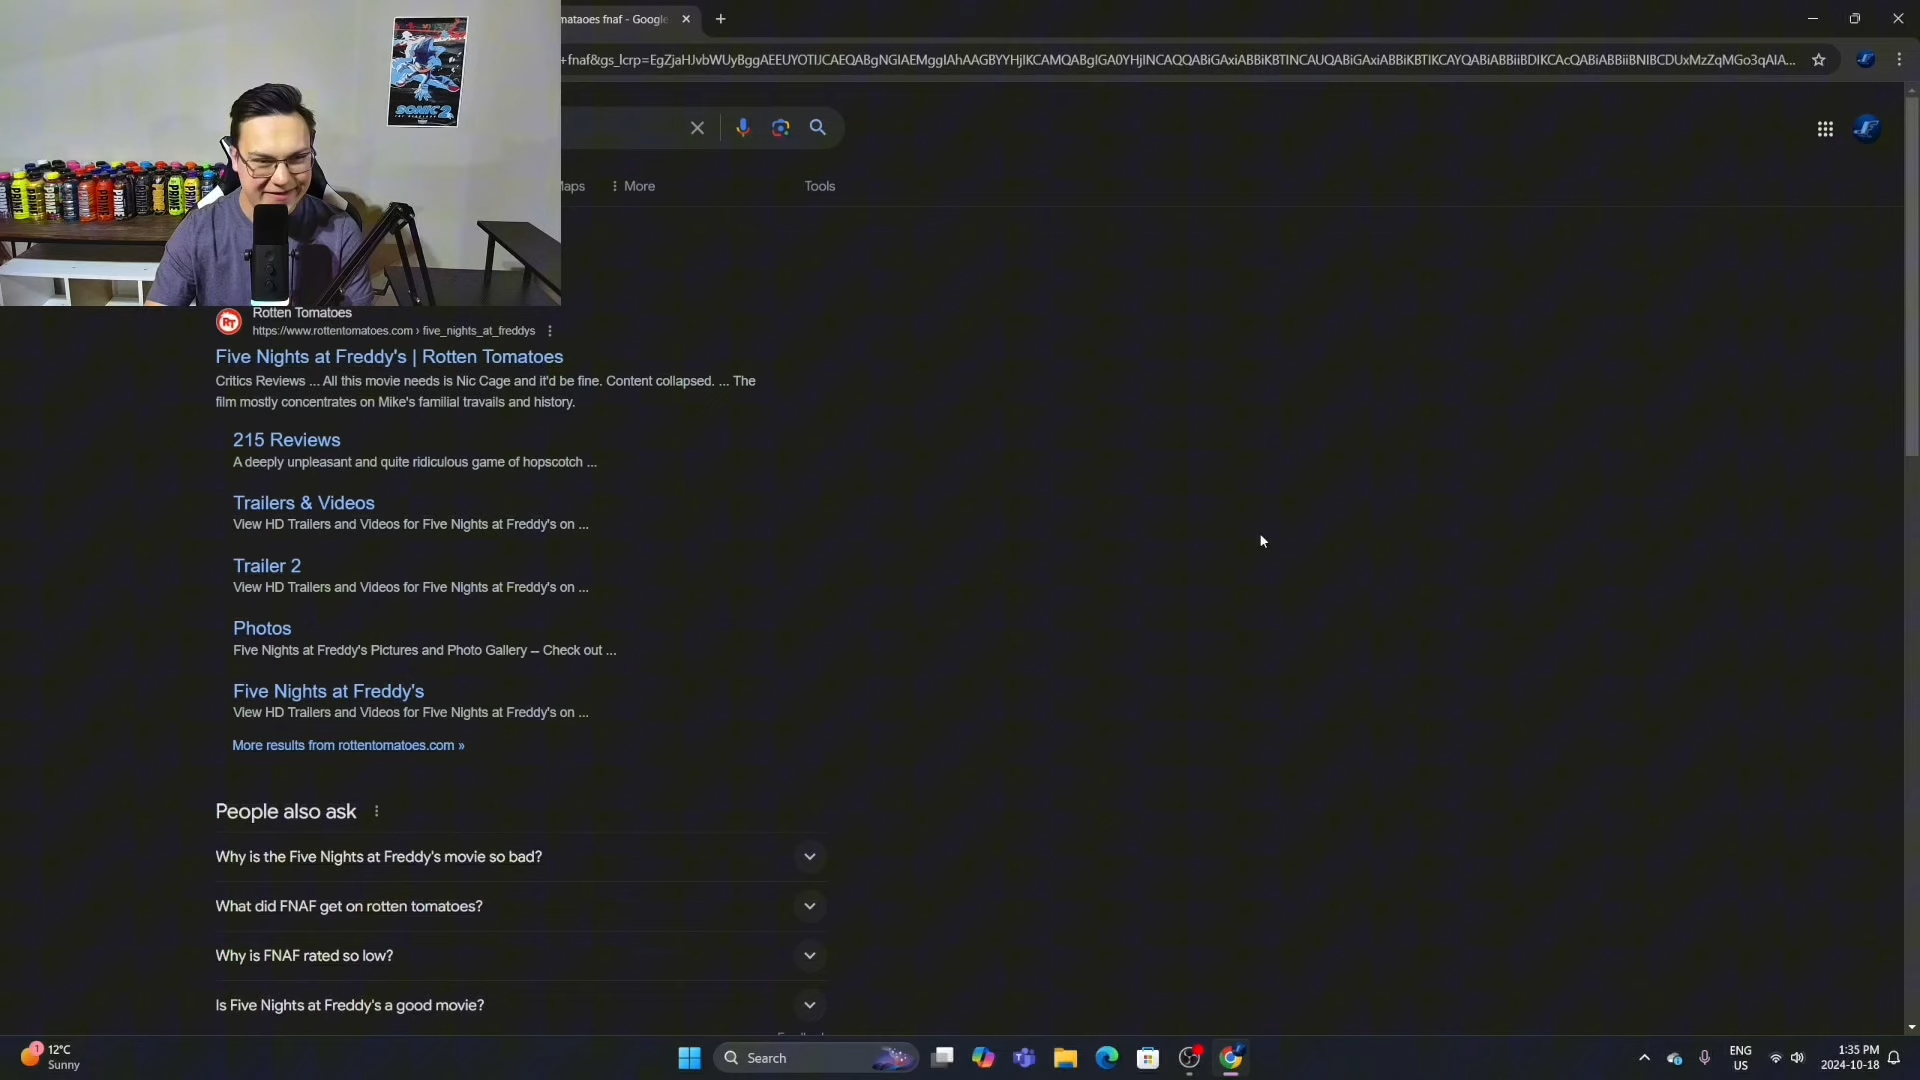 matoes fnaf - Google
+fnaf&gs_lcrp=
SONIC 2
PRIME
Maps
More
Tools
Rotten Tomatoes
https://www.rottentomatoes.com › five_nights_at_freddys
Five Nights at Freddy's | Rotten Tomatoes
Critics Reviews ... All this movie needs is Nic Cage and it'd be fine. Content collapsed. ... The
film mostly concentrates on Mike's familial travails and history.
215 Reviews
A deeply unpleasant and quite ridiculous game of hopscotch ...
Trailers & Videos
View HD Trailers and Videos for Five Nights at Freddy's on ...
Trailer 2
View HD Trailers and Videos for Five Nights at Freddy's on ...
Photos
Five Nights at Freddy's Pictures and Photo Gallery -- Check out ...
Five Nights at Freddy's
View HD Trailers and Videos for Five Nights at Freddy's on ...
More results from rottentomatoes.com »
People also ask
Why is the Five Nights at Freddy's movie so bad?
What did FNAF get on rotten tomatoes?
Why is FNAF rated so low?
Is Five Nights at Freddy's a good movie?
1
12°C
Sunny
Search
ENG
US
1:35 PM
2024-10-18